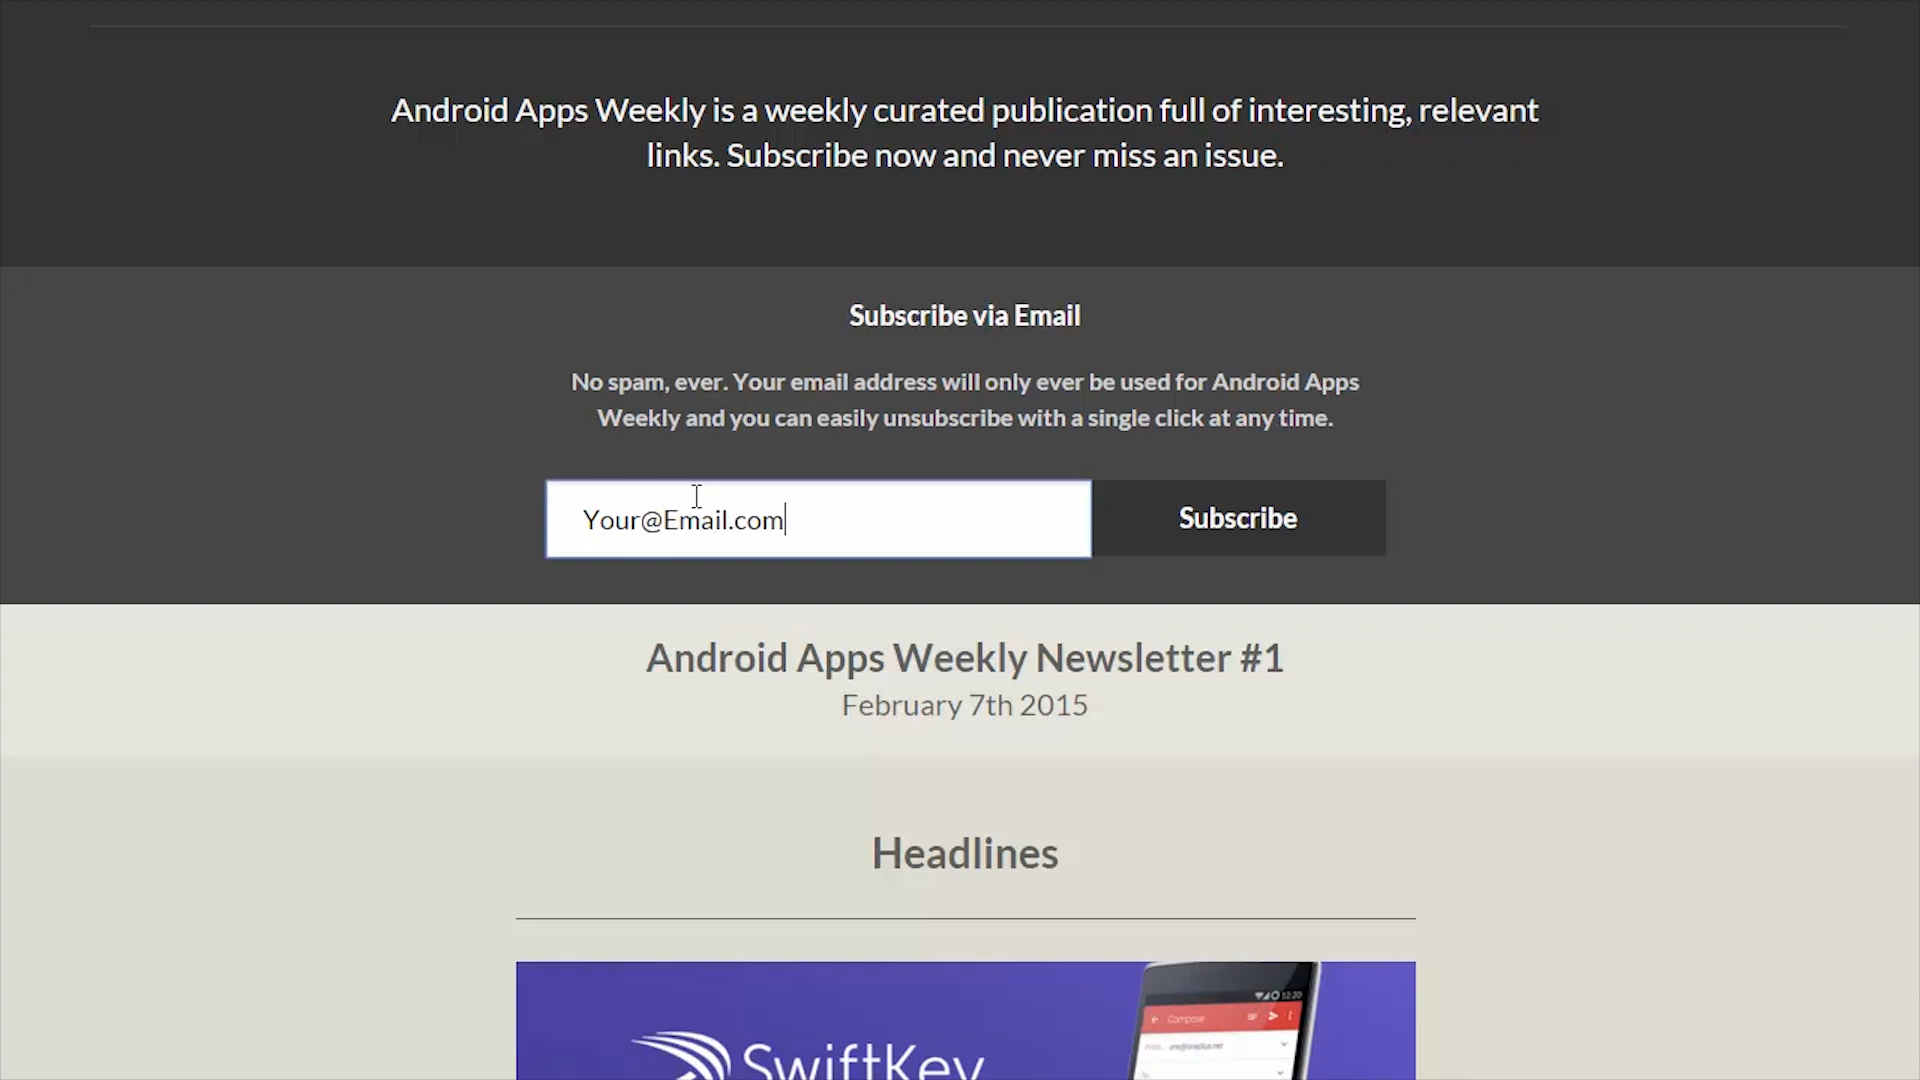 Android Apps Weekly is a weekly curated publication full of interesting, relevant
links. Subscribe now and never miss an issue.
Subscribe via Email
No spam, ever. Your email address will only ever be used for Android Apps
Weekly and you can easily unsubscribe with a single click at any time.
Your@Email.com
Subscribe
Android Apps Weekly Newsletter #1
February 7th 2015
Headlines
12:20
Compose
SwiftKey